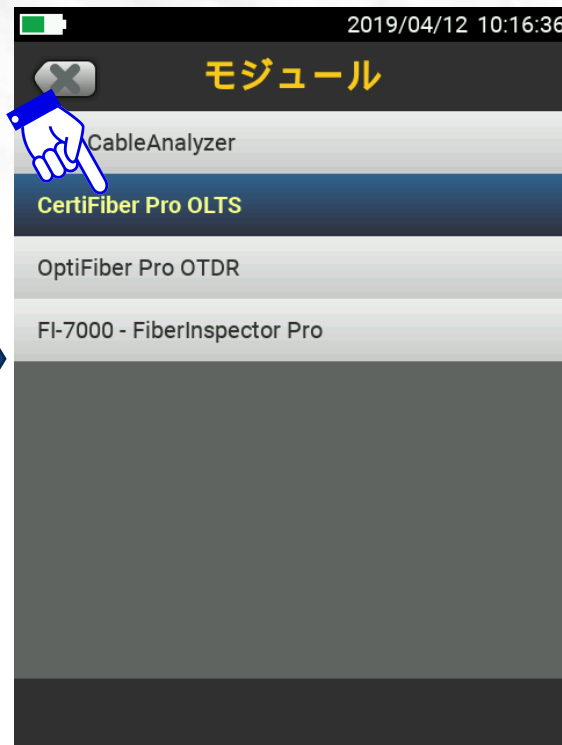 2019/04/12 10:16:36
モジュール
CableAnalyzer
CertiFiber Pro OLTS
OptiFiber Pro OTDR
FI-7000 - FiberInspector Pro